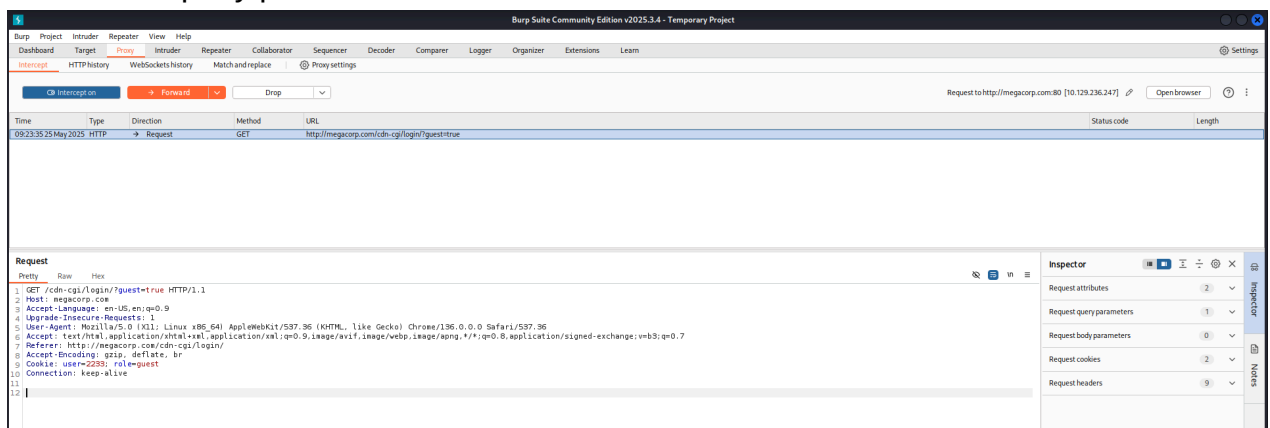 Burp Suite Community Edition v2025.3.4 - Temporary Project
Burp Project Intruder Repeater View Help
Dashboard Target Proxy Intruder Repeater Collaborator Sequencer Decoder Comparer Logger Organizer Extensions Learn Settings
Intercept HTTP history WebSockets history Match and replace Proxy settings
Intercept on → Forward Drop Request to http://megacorp.com:80 [10.129.236.247] Open browser ?
Time Type Direction Method URL Status code Length
09:23:35 25 May 2025 HTTP → Request GET http://megacorp.com/cdn-cgi/login/?guest=true
Request
Pretty Raw Hex \n
1 GET /cdn-cgi/login/?guest=true HTTP/1.1
2 Host: megacorp.com
3 Accept-Language: en-US,en;q=0.9
4 Upgrade-Insecure-Requests: 1
5 User-Agent: Mozilla/5.0 (X11; Linux x86_64) AppleWebKit/537.36 (KHTML, like Gecko) Chrome/136.0.0.0 Safari/537.36
6 Accept: text/html,application/xhtml+xml,application/xml;q=0.9,image/avif,image/webp,image/apng,*/*;q=0.8,application/signed-exchange;v=b3;q=0.7
7 Referer: http://megacorp.com/cdn-cgi/login/
8 Accept-Encoding: gzip, deflate, br
9 Cookie: user=2233; role=guest
10 Connection: keep-alive
11
12
Inspector
Request attributes 2
Request query parameters 1
Request body parameters 0
Request cookies 2
Request headers 9
Inspector
Notes